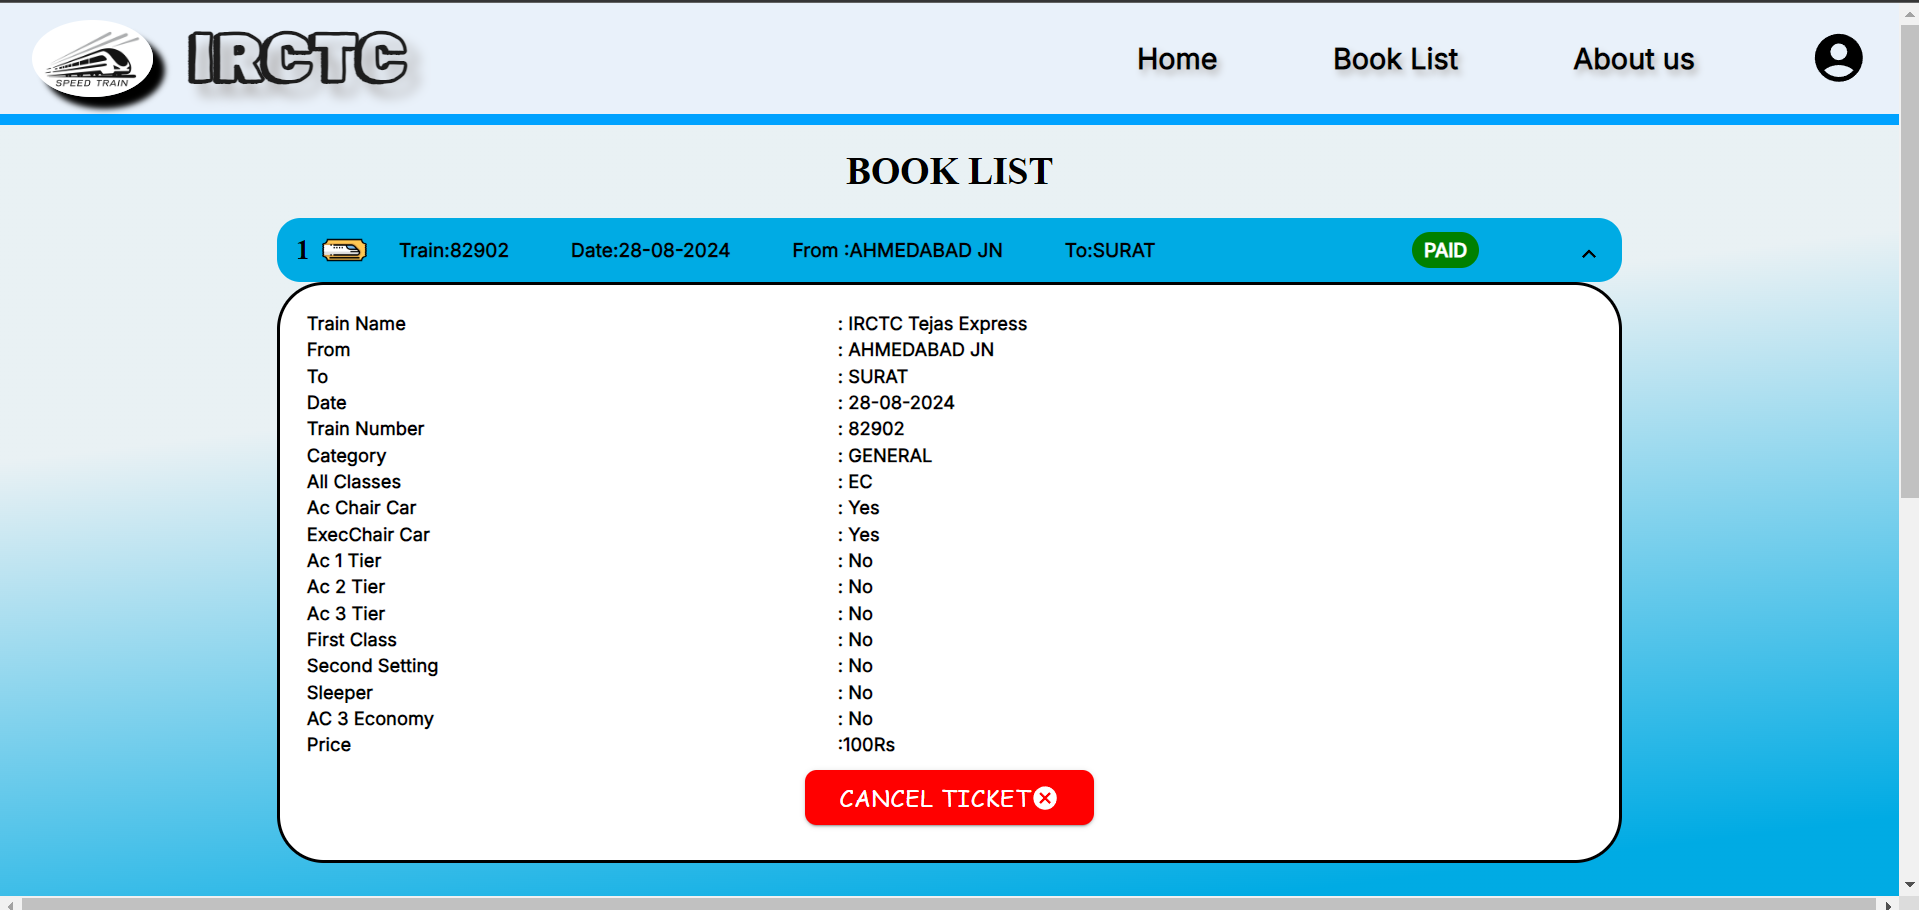 SPEED TRAIN
IRCTC
Home Book List About us
BOOK LIST
1 Train:82902 Date:28-08-2024 From :AHMEDABAD JN To:SURAT PAID
Train Name : IRCTC Tejas Express
From : AHMEDABAD JN
To : SURAT
Date : 28-08-2024
Train Number : 82902
Category : GENERAL
All Classes : EC
Ac Chair Car : Yes
ExecChair Car : Yes
Ac 1 Tier : No
Ac 2 Tier : No
Ac 3 Tier : No
First Class : No
Second Setting : No
Sleeper : No
AC 3 Economy : No
Price :100Rs
CANCEL TICKET